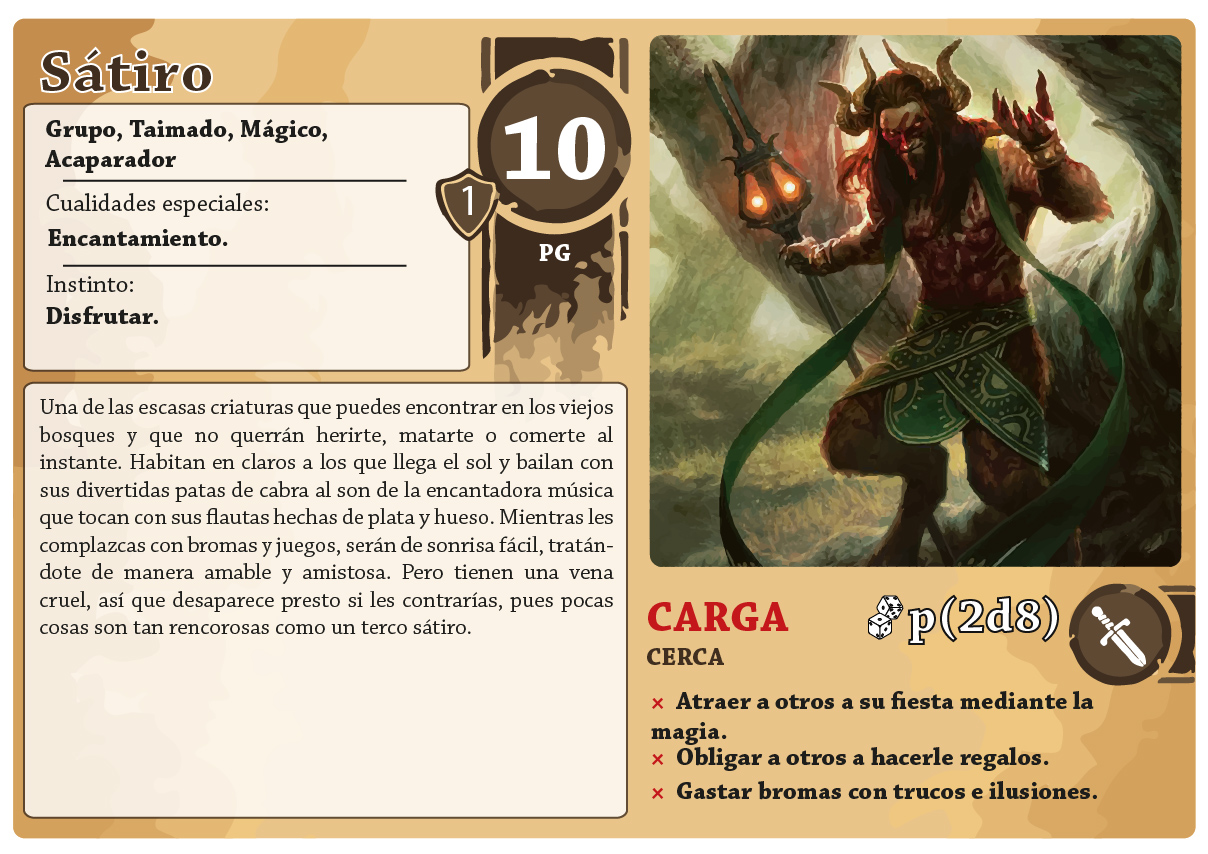 Sátiro
Grupo, Taimado, Mágico,
Acaparador
Cualidades especiales:
Encantamiento.
Instinto:
Disfrutar.
10
1
PG
Una de las escasas criaturas que puedes encontrar en los viejos
bosques y que no querrán herirte, matarte o comerte al
instante. Habitan en claros a los que llega el sol y bailan con
sus divertidas patas de cabra al son de la encantadora música
que tocan con sus flautas hechas de plata y hueso. Mientras les
complazcas con bromas y juegos, serán de sonrisa fácil, tratán-
dote de manera amable y amistosa. Pero tienen una vena
cruel, así que desaparece presto si les contrarías, pues pocas
cosas son tan rencorosas como un terco sátiro.
CARGA
p(2d8)
CERCA
× Atraer a otros a su fiesta mediante la
magia.
× Obligar a otros a hacerle regalos.
× Gastar bromas con trucos e ilusiones.